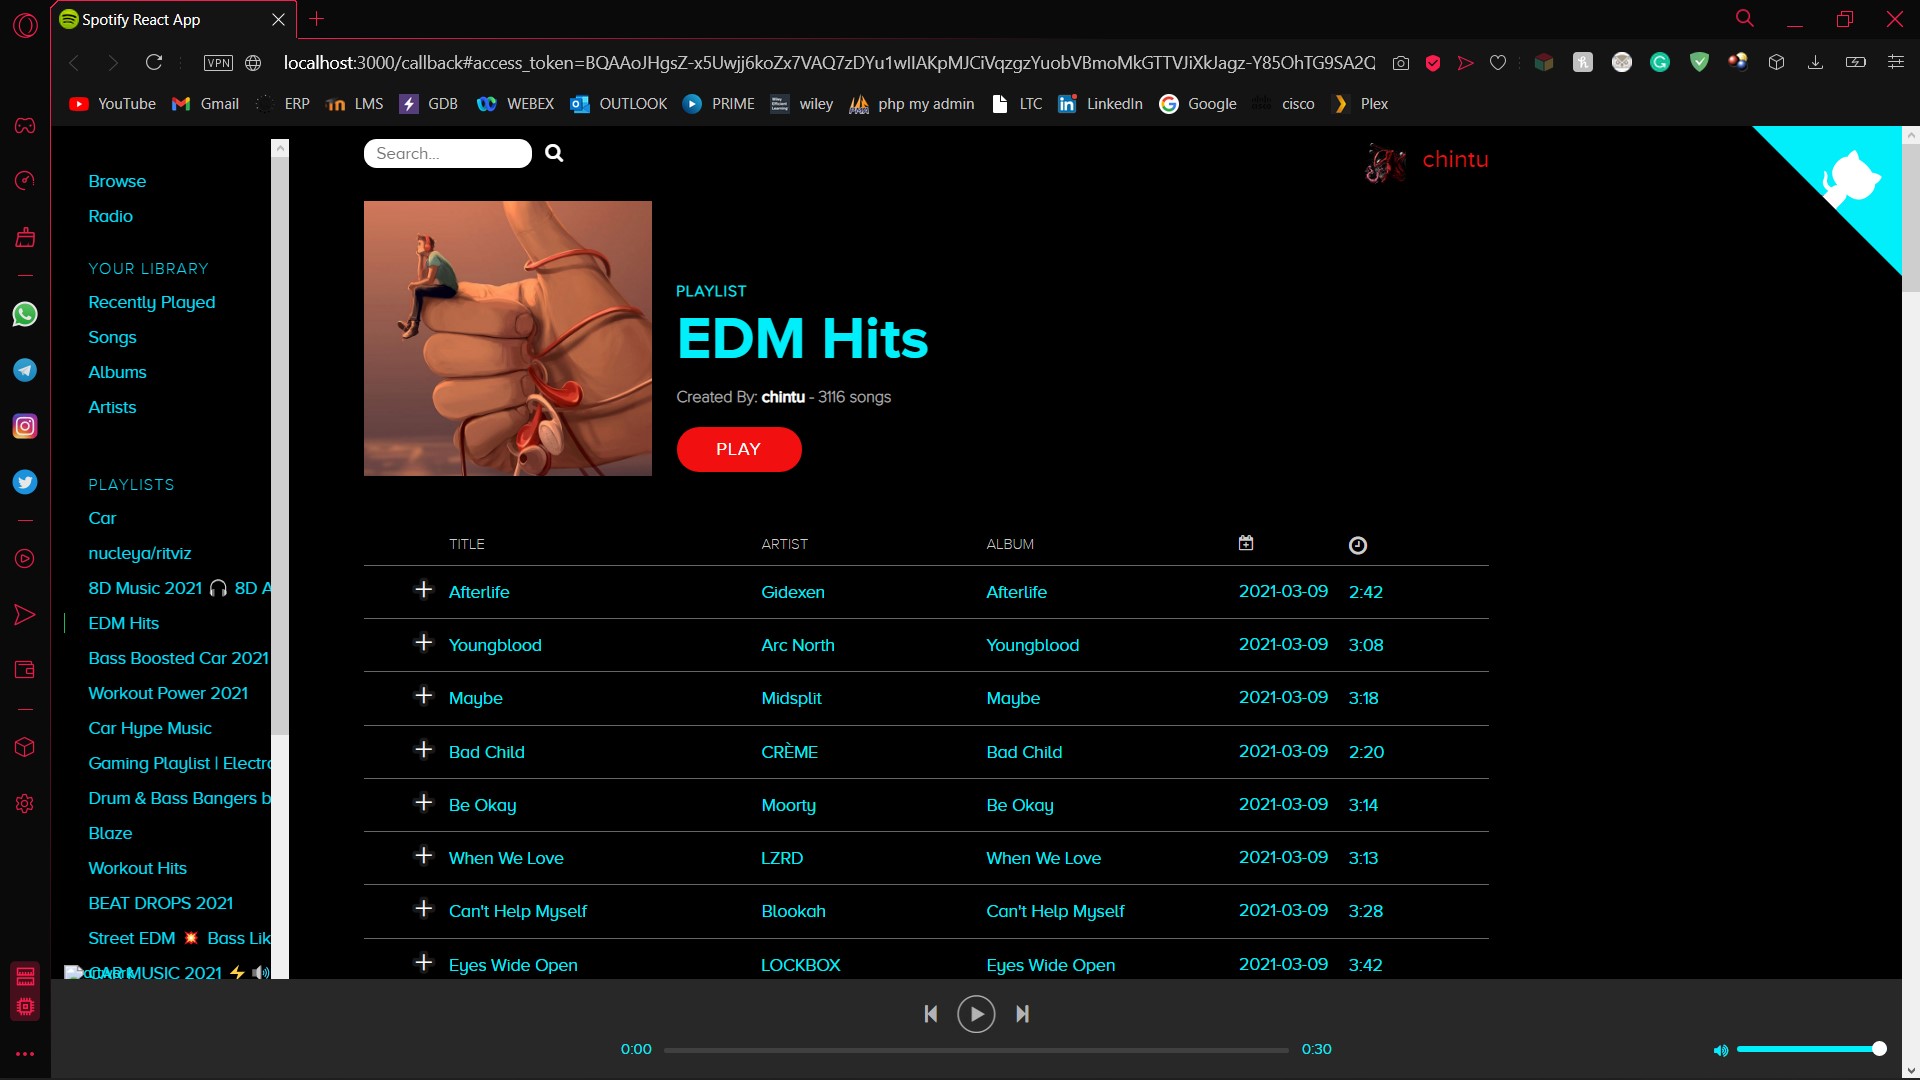 Spotify React App
VPN localhost:3000/callback#access_token=BQAAoJHgsZ-x5Uwjj6koZx7VAQ7zDYu1wIlIAKpMJCiVqzgzYuobVBmoMkGTTVJiXkJagz-Y85OhTG9SA2Q
YouTube Gmail ERP LMS GDB WEBEX OUTLOOK PRIME wiley php my admin LTC LinkedIn Google cisco Plex
Search...
chintu
Browse
Radio
YOUR LIBRARY
Recently Played
Songs
Albums
Artists
PLAYLISTS
Car
nucleya/ritviz
8D Music 2021 🎧 8D A
EDM Hits
Bass Boosted Car 2021
Workout Power 2021
Car Hype Music
Gaming Playlist | Electro
Drum & Bass Bangers b
Blaze
Workout Hits
BEAT DROPS 2021
Street EDM 💥 Bass Lik
CAR MUSIC 2021 ⚡ 🔊
PLAYLIST
EDM Hits
Created By: chintu - 3116 songs
PLAY
TITLE ARTIST ALBUM
Afterlife Gidexen Afterlife 2021-03-09 2:42
Youngblood Arc North Youngblood 2021-03-09 3:08
Maybe Midsplit Maybe 2021-03-09 3:18
Bad Child CRÈME Bad Child 2021-03-09 2:20
Be Okay Moorty Be Okay 2021-03-09 3:14
When We Love LZRD When We Love 2021-03-09 3:13
Can't Help Myself Blookah Can't Help Myself 2021-03-09 3:28
Eyes Wide Open LOCKBOX Eyes Wide Open 2021-03-09 3:42
0:00 0:30